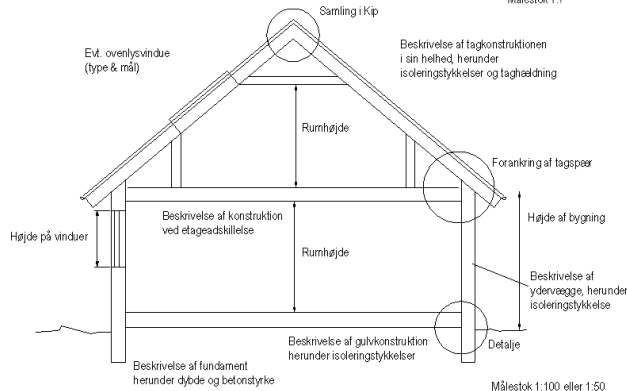 Målestok 1:?
Samling i Kip
Evt. ovenlysvindue
(type & mål)
Beskrivelse af tagkonstruktionen
i sin helhed, herunder
isoleringstykkelser og taghældning
Rumhøjde
Forankring af tagspær
Beskrivelse af konstruktion
ved etageadskillelse
Højde på vinduer
Højde af bygning
Rumhøjde
Beskrivelse af
ydervægge, herunder
isoleringstykkelse
Beskrivelse af gulvkonstruktion
herunder isoleringstykkelser
Detalje
Beskrivelse af fundament
herunder dybde og betonstyrke
Målestok 1:100 eller 1:50